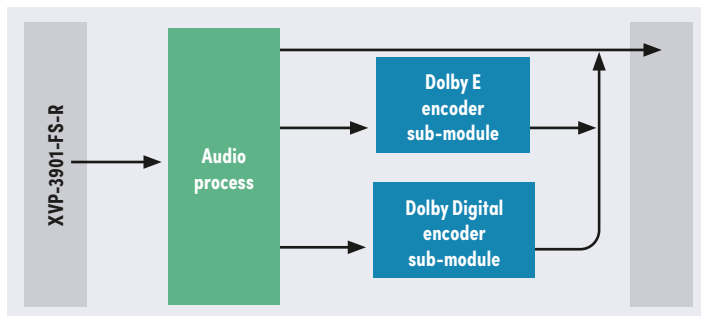 XVP-3901-FS-R
Audio
process
Dolby E
encoder
sub-module
Dolby Digital
encoder
sub-module